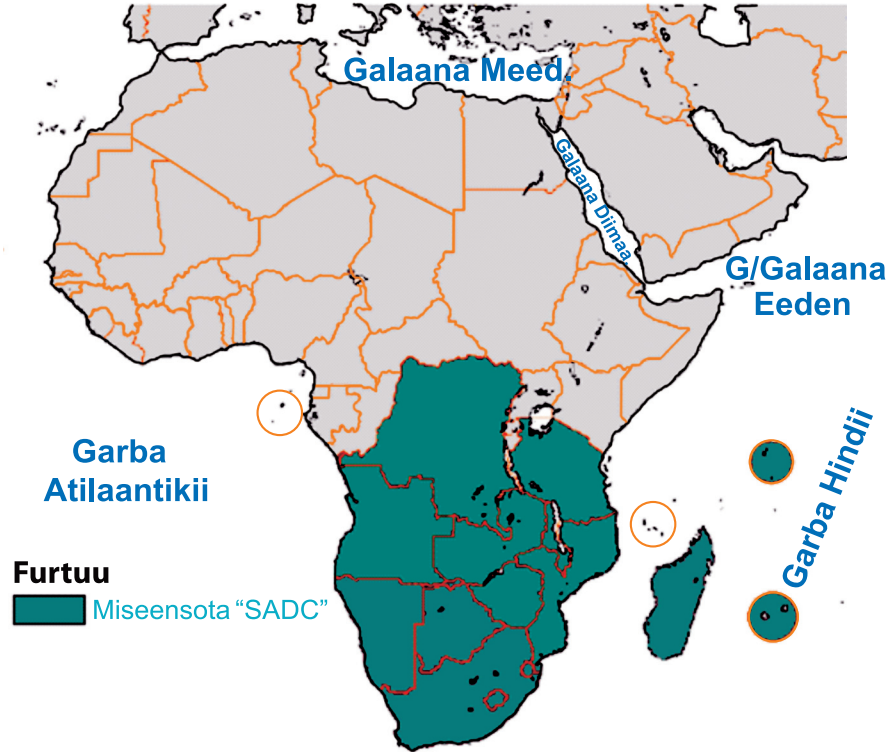 Galaana Meed.
Galaana Diimaa
G/Galaana
Eeden
Garba
Atilaantikii
Garba Hindii
Furtuu
Miseensota “SADC”